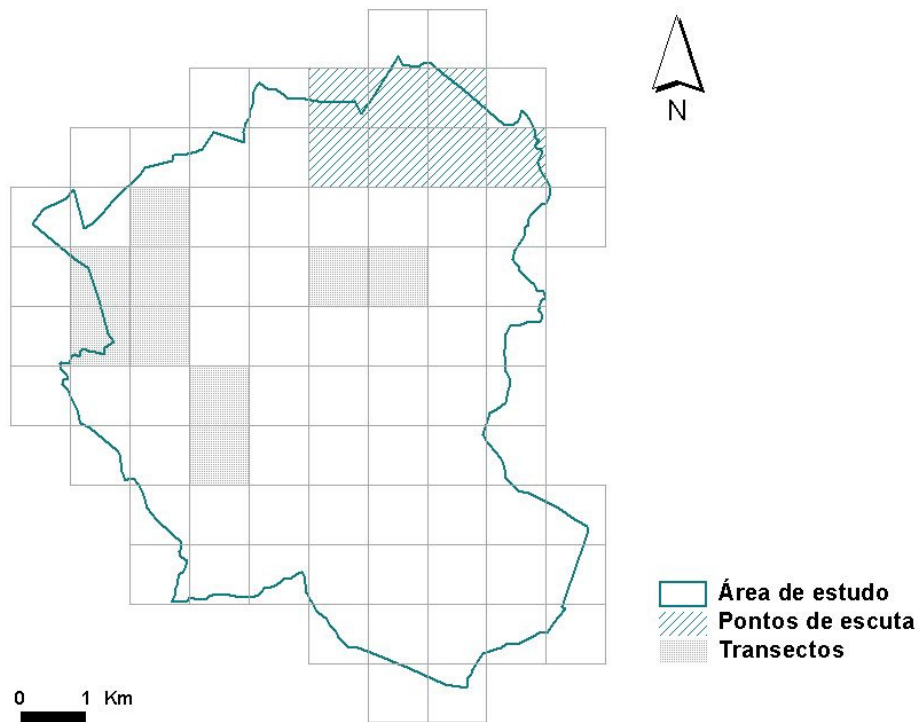 N
Área de estudo
Pontos de escuta
Transectos
0 1 Km